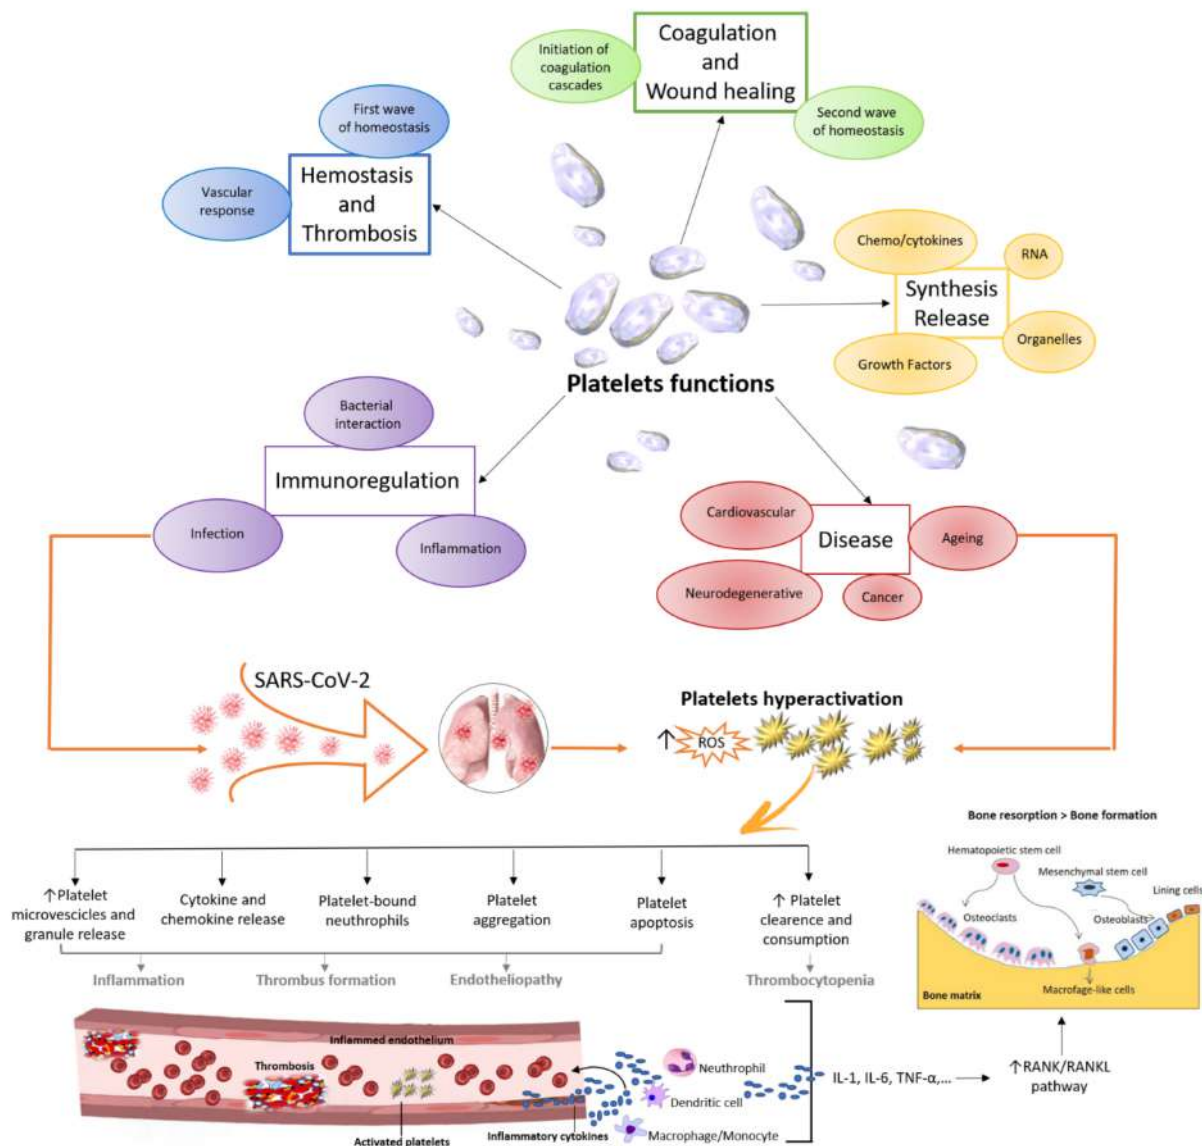 Coagulation
and
Wound healing
Initiation of
coagulation
cascades
Second wave
of homeostasis
First wave
of homeostasis
Hemostasis
and
Thrombosis
Vascular
response
Chemo/cytokines
RNA
Synthesis
Release
Organelles
Growth Factors
Platelets functions
Bacterial
interaction
Immunoregulation
Infection
Inflammation
Cardiovascular
Disease
Ageing
Neurodegenerative
Cancer
SARS-CoV-2
Platelets hyperactivation
↑ ROS
↑Platelet
microvescicles and
granule release
Cytokine and
chemokine release
Platelet-bound
neuthrophils
Platelet
aggregation
Platelet
apoptosis
↑ Platelet
clearence and
consumption
Inflammation
Thrombus formation
Endotheliopathy
Thrombocytopenia
Bone resorption > Bone formation
Hematopoietic stem cell
Mesenchymal stem cell
Lining cells
Osteoclasts
Osteoblasts
Macrofage-like cells
Bone matrix
Inflammed endothelium
Thrombosis
Activated platelets
Inflammatory cytokines
Neuthrophil
Dendritic cell
Macrophage/Monocyte
IL-1, IL-6, TNF-α,...
↑RANK/RANKL
pathway